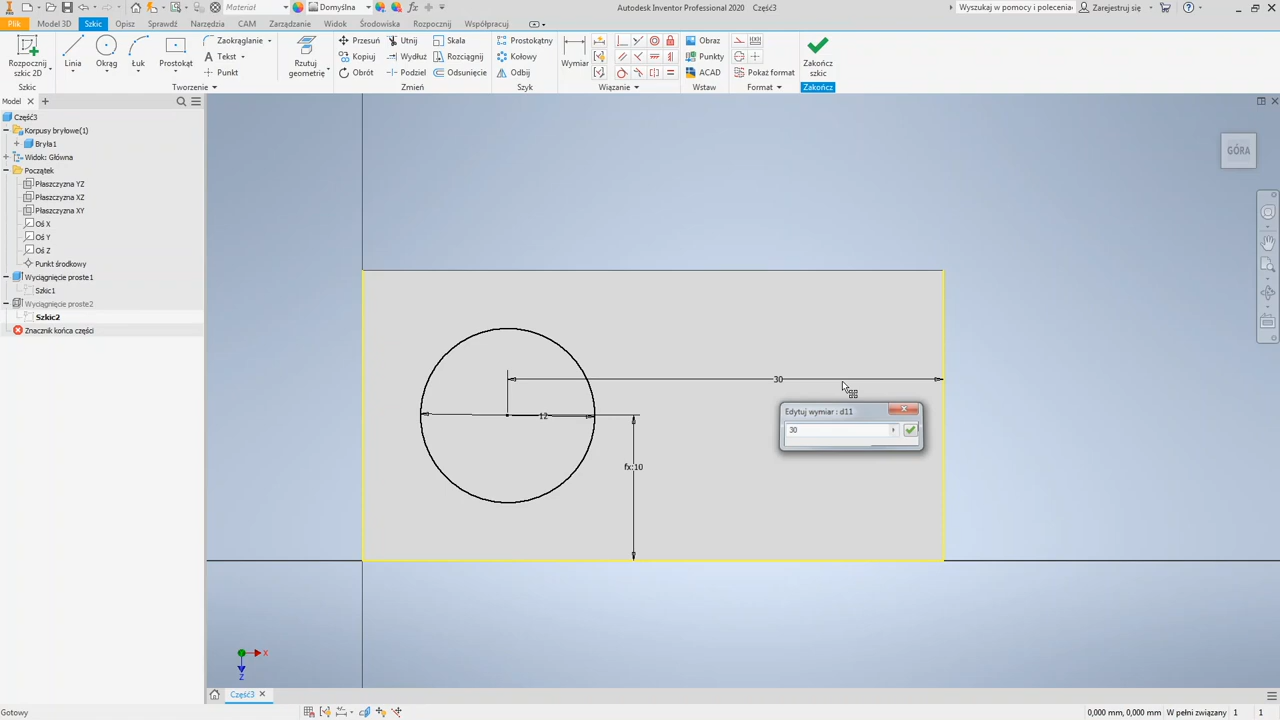 Materiał
Domyślna
Autodesk Inventor Professional 2020 Część3
Wyszukaj w pomocy i polecenia
Zarejestruj się
Plik Model 3D Szkic Opisz Sprawdź Narzędzia CAM Zarządzanie Widok Środowiska Rozpocznij Współpracuj
Rozpocznij szkic 2D
Linia Okrąg Łuk Prostokąt
Zaokrąglanie
Tekst
Punkt
Rzutuj geometrię
Przesuń Utnij Skala
Kopiuj Wydłuż Rozciągnij
Obrót Podziel Odsunięcie
Prostokątny
Kołowy
Odbij
Wymiar
Obraz
Punkty
ACAD
Pokaż format
Zakończ szkic
Szkic Tworzenie Zmień Szyk Wiązanie Wstaw Format Zakończ
Model
Część3
Korpusy bryłowe(1)
Bryła1
Widok: Główna
Początek
Płaszczyzna YZ
Płaszczyzna XZ
Płaszczyzna XY
Oś X
Oś Y
Oś Z
Punkt środkowy
Wyciągnięcie proste1
Szkic1
Wyciągnięcie proste2
Szkic2
Znacznik końca części
GÓRA
30
12
fx:10
Edytuj wymiar : d11
30
X
Z
Część3
Gotowy
0,000 mm, 0,000 mm W pełni związany 1 1